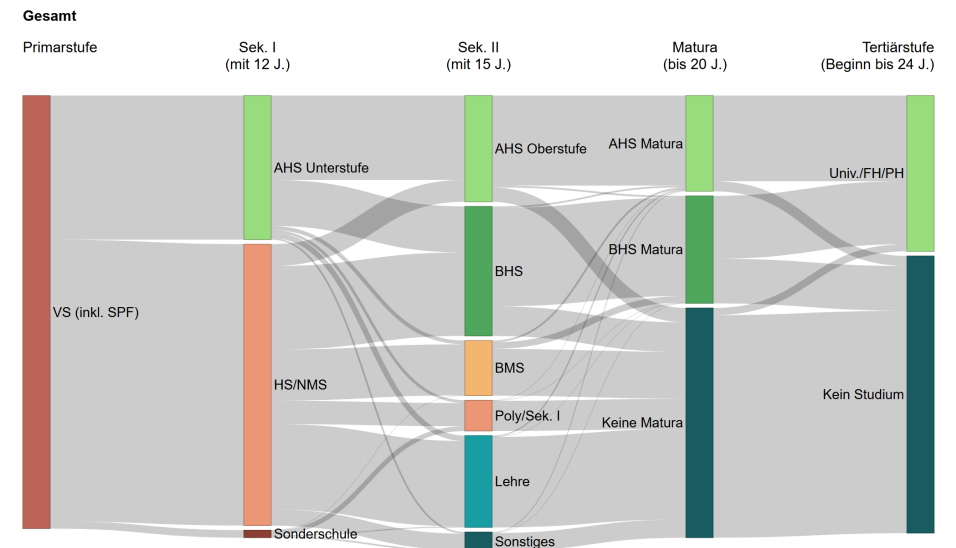 Gesamt
Primarstufe
Sek. I
(mit 12 J.)
Sek. II
(mit 15 J.)
Matura
(bis 20 J.)
Tertiärstufe
(Beginn bis 24 J.)
AHS Unterstufe
AHS Oberstufe
AHS Matura
Univ./FH/PH
BHS Matura
BHS
VS (inkl. SPF)
BMS
HS/NMS
Kein Studium
Poly/Sek. I
Keine Matura
Lehre
Sonderschule
Sonstiges